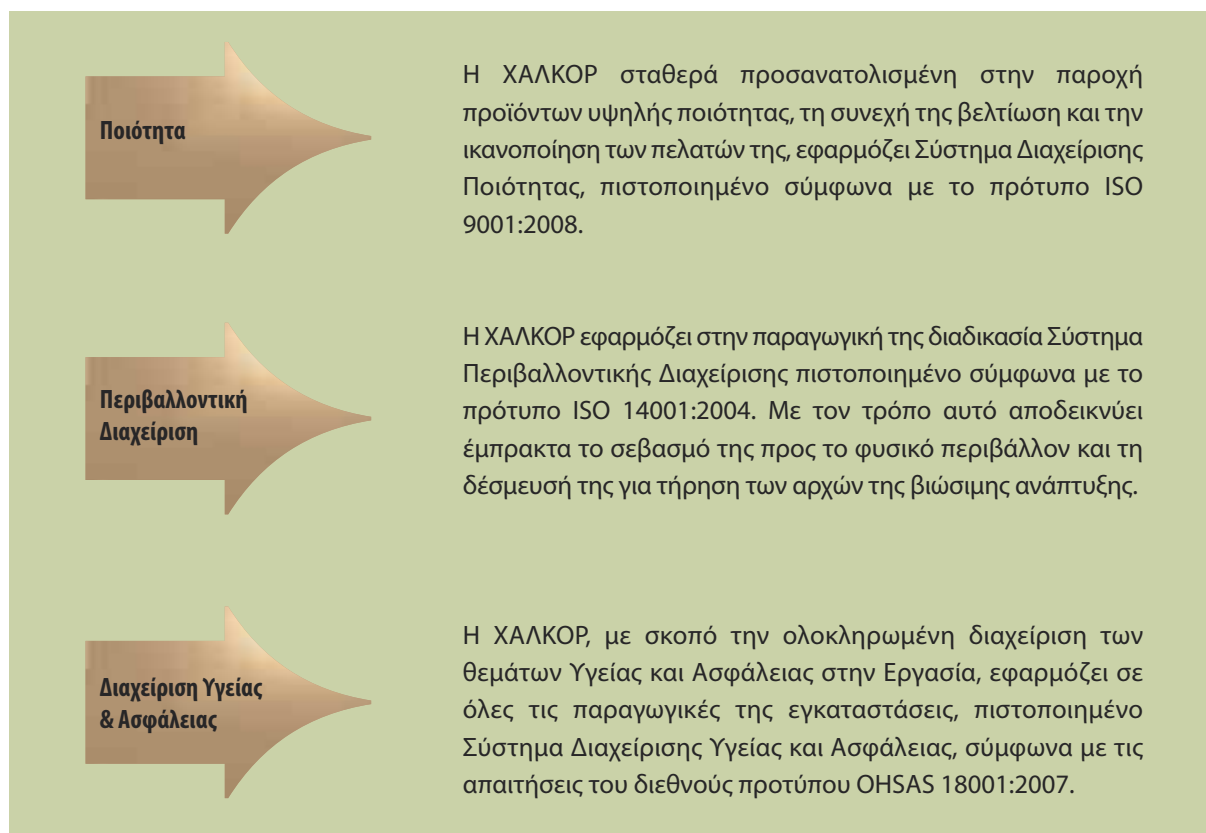 Ποιότητα
Η ΧΑΛΚΟΡ σταθερά προσανατολισμένη στην παροχή
προϊόντων υψηλής ποιότητας, τη συνεχή της βελτίωση και την
ικανοποίηση των πελατών της, εφαρμόζει Σύστημα Διαχείρισης
Ποιότητας, πιστοποιημένο σύμφωνα με το πρότυπο ISO
9001:2008.
Περιβαλλοντική
Διαχείριση
Η ΧΑΛΚΟΡ εφαρμόζει στην παραγωγική της διαδικασία Σύστημα
Περιβαλλοντικής Διαχείρισης πιστοποιημένο σύμφωνα με το
πρότυπο ISO 14001:2004. Με τον τρόπο αυτό αποδεικνύει
έμπρακτα το σεβασμό της προς το φυσικό περιβάλλον και τη
δέσμευσή της για τήρηση των αρχών της βιώσιμης ανάπτυξης.
Διαχείριση Υγείας
& Ασφάλειας
Η ΧΑΛΚΟΡ, με σκοπό την ολοκληρωμένη διαχείριση των
θεμάτων Υγείας και Ασφάλειας στην Εργασία, εφαρμόζει σε
όλες τις παραγωγικές της εγκαταστάσεις, πιστοποιημένο
Σύστημα Διαχείρισης Υγείας και Ασφάλειας, σύμφωνα με τις
απαιτήσεις του διεθνούς προτύπου OHSAS 18001:2007.